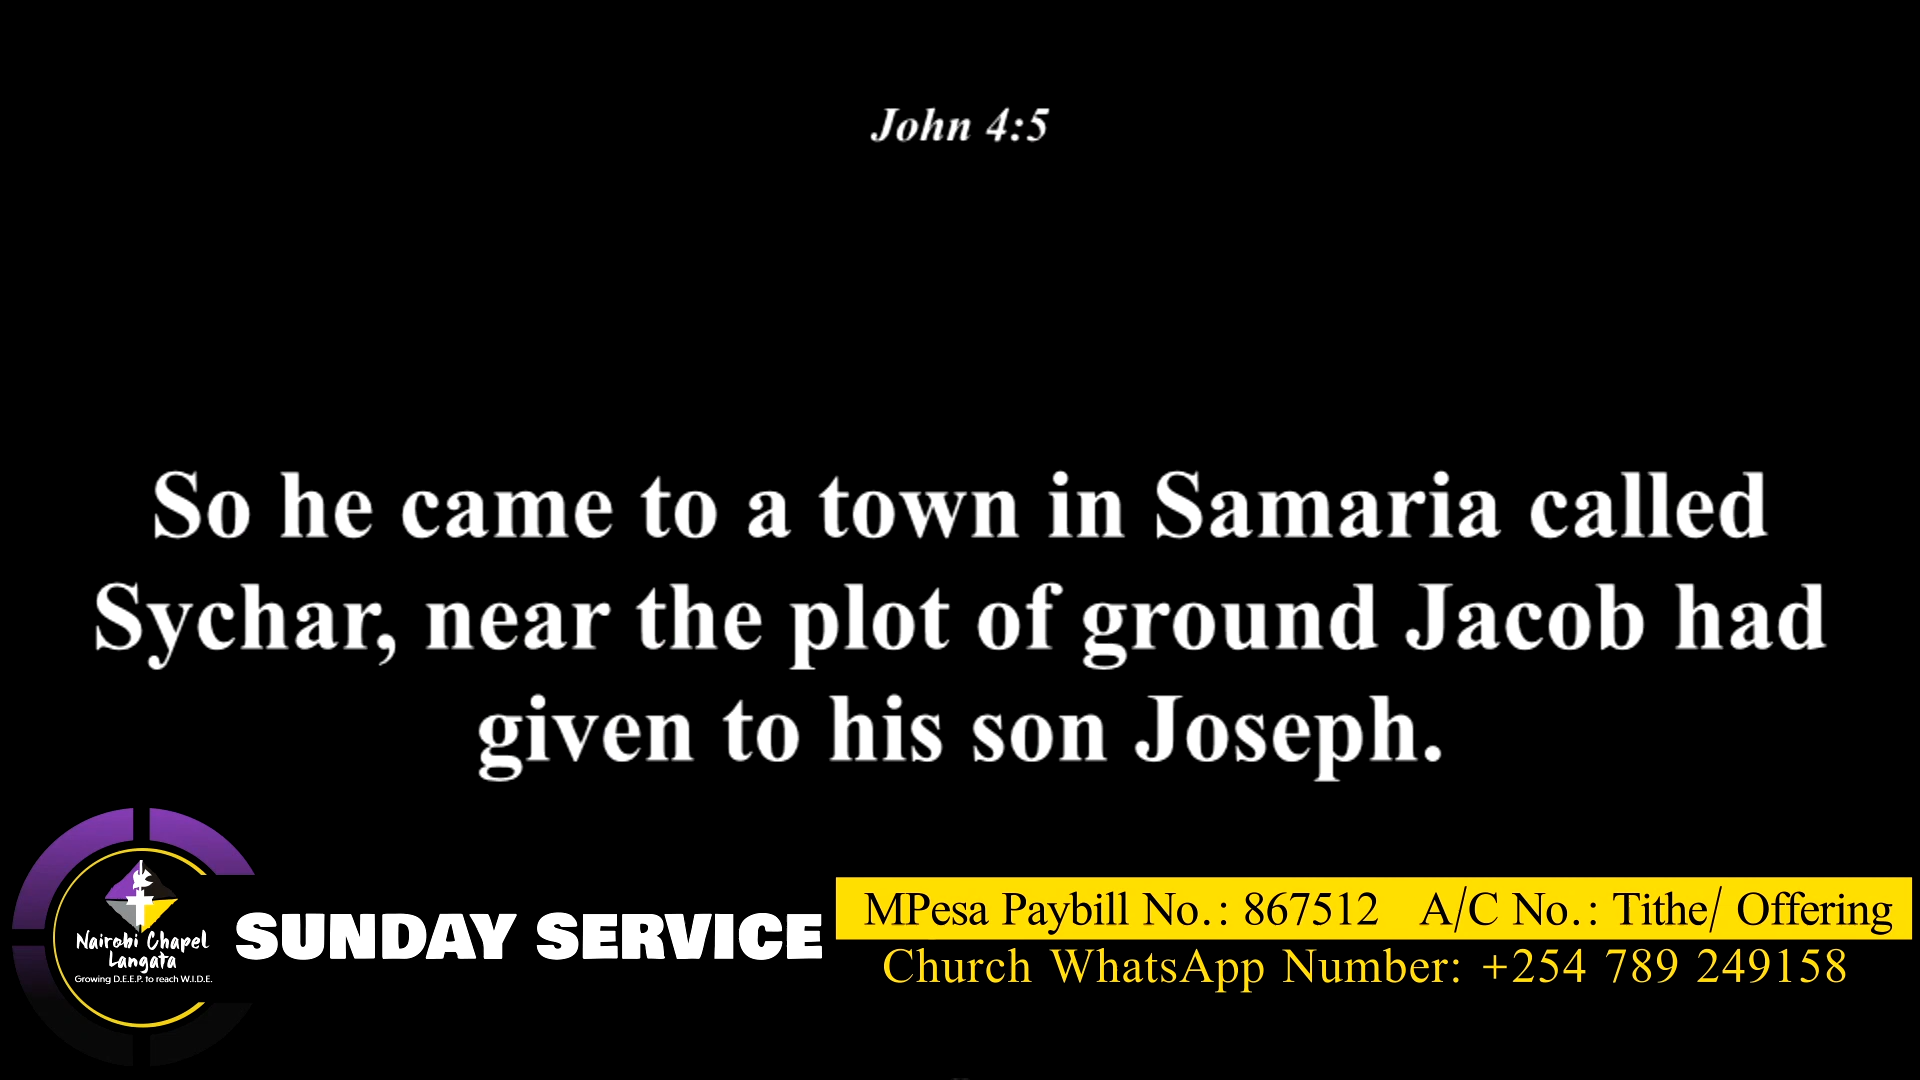 John 4:5
So he came to a town in Samaria called
Sychar, near the plot of ground Jacob had
given to his son Joseph.
Nairobi Chapel
Langata
Growing D.E.E.P. to reach W.I.D.E.
SUNDAY SERVICE
MPesa Paybill No.: 867512 A/C No.: Tithe/ Offering
Church WhatsApp Number: +254 789 249158